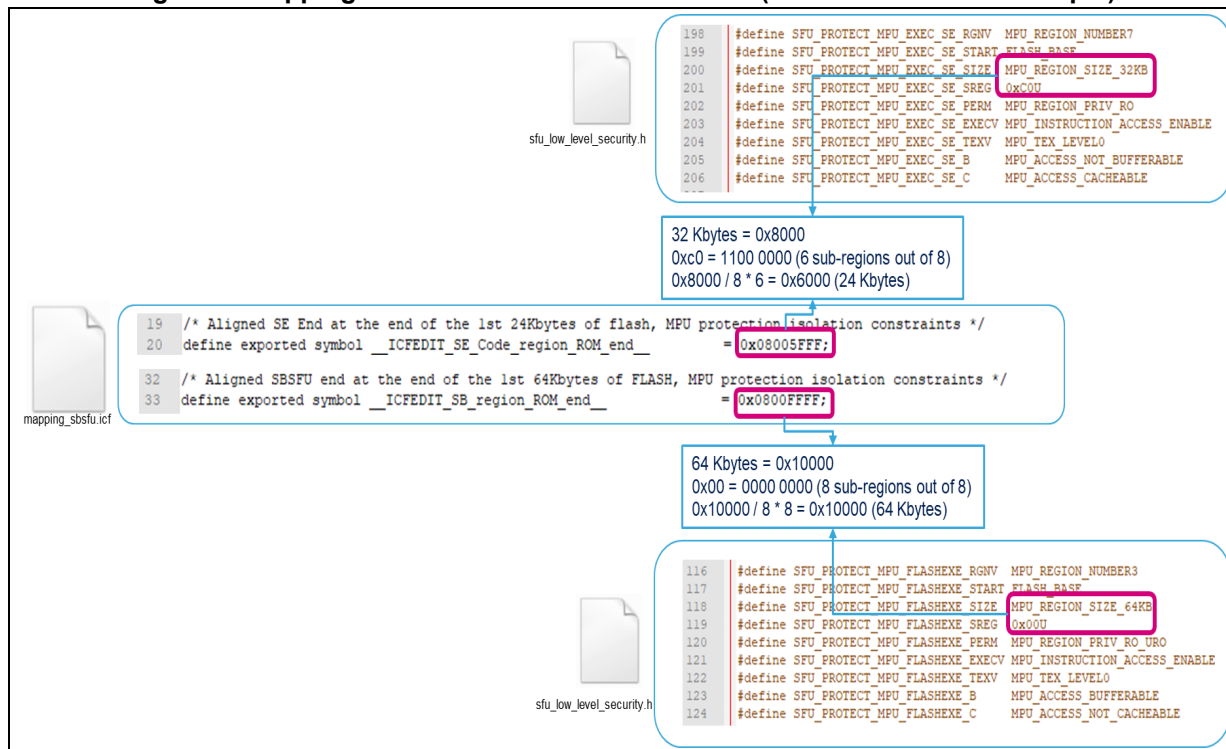 198 #define SFU_PROTECT_MPU_EXEC_SE_RGNV MPU_REGION_NUMBER7
199 #define SFU_PROTECT_MPU_EXEC_SE_START FLASH_BASE
200 #define SFU_PROTECT_MPU_EXEC_SE_SIZE MPU_REGION_SIZE_32KB
201 #define SFU_PROTECT_MPU_EXEC_SE_SREG 0xC0U
202 #define SFU_PROTECT_MPU_EXEC_SE_PERM MPU_REGION_PRIV_RO
203 #define SFU_PROTECT_MPU_EXEC_SE_EXECV MPU_INSTRUCTION_ACCESS_ENABLE
204 #define SFU_PROTECT_MPU_EXEC_SE_TEXV MPU_TEX_LEVEL0
205 #define SFU_PROTECT_MPU_EXEC_SE_B MPU_ACCESS_NOT_BUFFERABLE
206 #define SFU_PROTECT_MPU_EXEC_SE_C MPU_ACCESS_CACHEABLE
sfu_low_level_security.h
32 Kbytes = 0x8000
0xc0 = 1100 0000 (6 sub-regions out of 8)
0x8000 / 8 * 6 = 0x6000 (24 Kbytes)
19 /* Aligned SE End at the end of the 1st 24Kbytes of flash, MPU protection isolation constraints */
20 define exported symbol __ICFEDIT_SE_Code_region_ROM_end__ = 0x08005FFF;
32 /* Aligned SBSFU end at the end of the 1st 64Kbytes of FLASH, MPU protection isolation constraints */
33 define exported symbol __ICFEDIT_SB_region_ROM_end__ = 0x0800FFFF;
mapping_sbsfu.icf
64 Kbytes = 0x10000
0x00 = 0000 0000 (8 sub-regions out of 8)
0x10000 / 8 * 8 = 0x10000 (64 Kbytes)
116 #define SFU_PROTECT_MPU_FLASHEXE_RGNV MPU_REGION_NUMBER3
117 #define SFU_PROTECT_MPU_FLASHEXE_START FLASH_BASE
118 #define SFU_PROTECT_MPU_FLASHEXE_SIZE MPU_REGION_SIZE_64KB
119 #define SFU_PROTECT_MPU_FLASHEXE_SREG 0x00U
120 #define SFU_PROTECT_MPU_FLASHEXE_PERM MPU_REGION_PRIV_RO_URO
121 #define SFU_PROTECT_MPU_FLASHEXE_EXECV MPU_INSTRUCTION_ACCESS_ENABLE
122 #define SFU_PROTECT_MPU_FLASHEXE_TEXV MPU_TEX_LEVEL0
123 #define SFU_PROTECT_MPU_FLASHEXE_B MPU_ACCESS_BUFFERABLE
124 #define SFU_PROTECT_MPU_FLASHEXE_C MPU_ACCESS_NOT_CACHEABLE
sfu_low_level_security.h